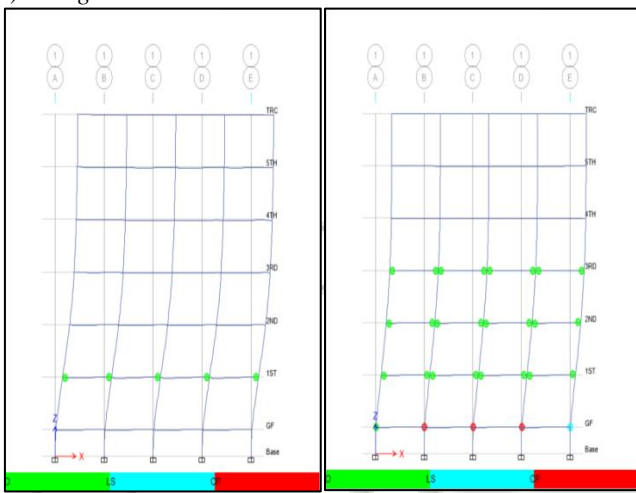 1 1 1 1 1
A B C D E
TRC
5TH
4TH
3RD
2ND
1ST
Z
GF
X
Base
LS CP
1 1 1 1 1
A B C D E
TRC
5TH
4TH
3RD
2ND
1ST
Z
GF
X
Base
LS CP